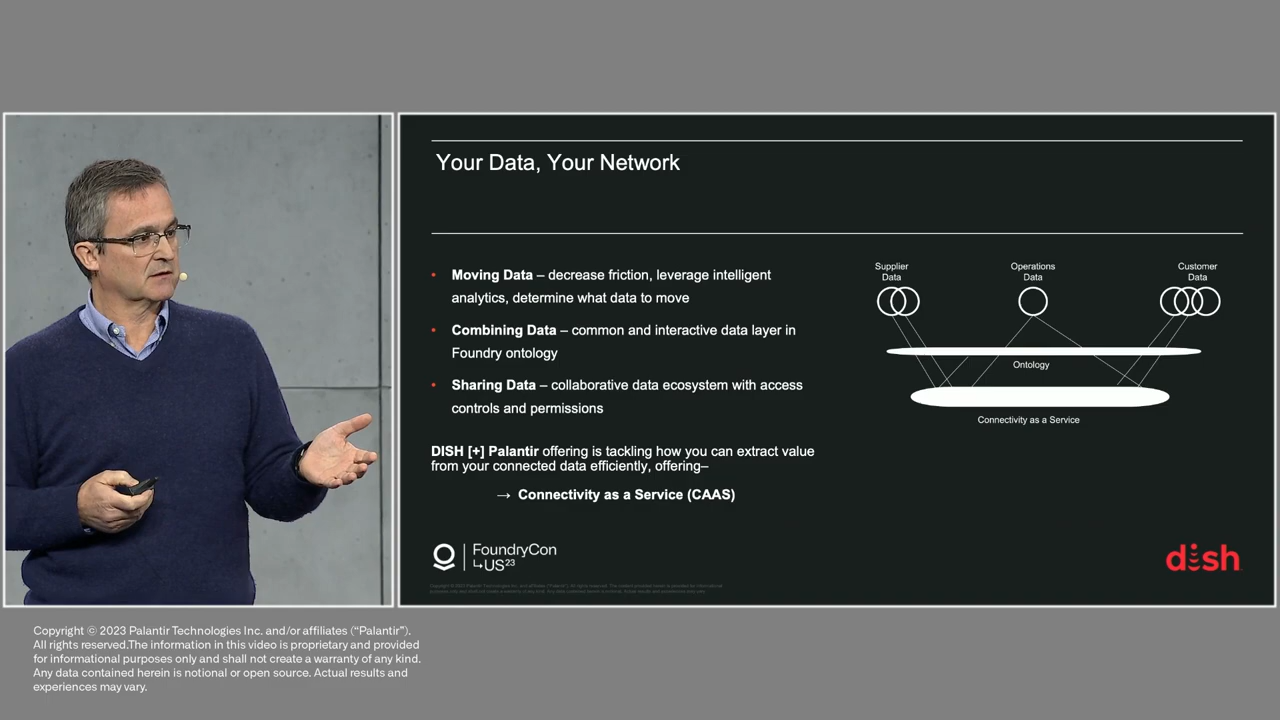 Your Data, Your Network
• Moving Data – decrease friction, leverage intelligent
analytics, determine what data to move
• Combining Data – common and interactive data layer in
Foundry ontology
• Sharing Data – collaborative data ecosystem with access
controls and permissions
DISH [+] Palantir offering is tackling how you can extract value
from your connected data efficiently, offering–
→ Connectivity as a Service (CAAS)
Supplier
Data
Operations
Data
Customer
Data
Ontology
Connectivity as a Service
FoundryCon
↳US23
dish
Copyright © 2023 Palantir Technologies Inc. and/or affiliates (“Palantir”).
All rights reserved.The information in this video is proprietary and provided
for informational purposes only and shall not create a warranty of any kind.
Any data contained herein is notional or open source. Actual results and
experiences may vary.